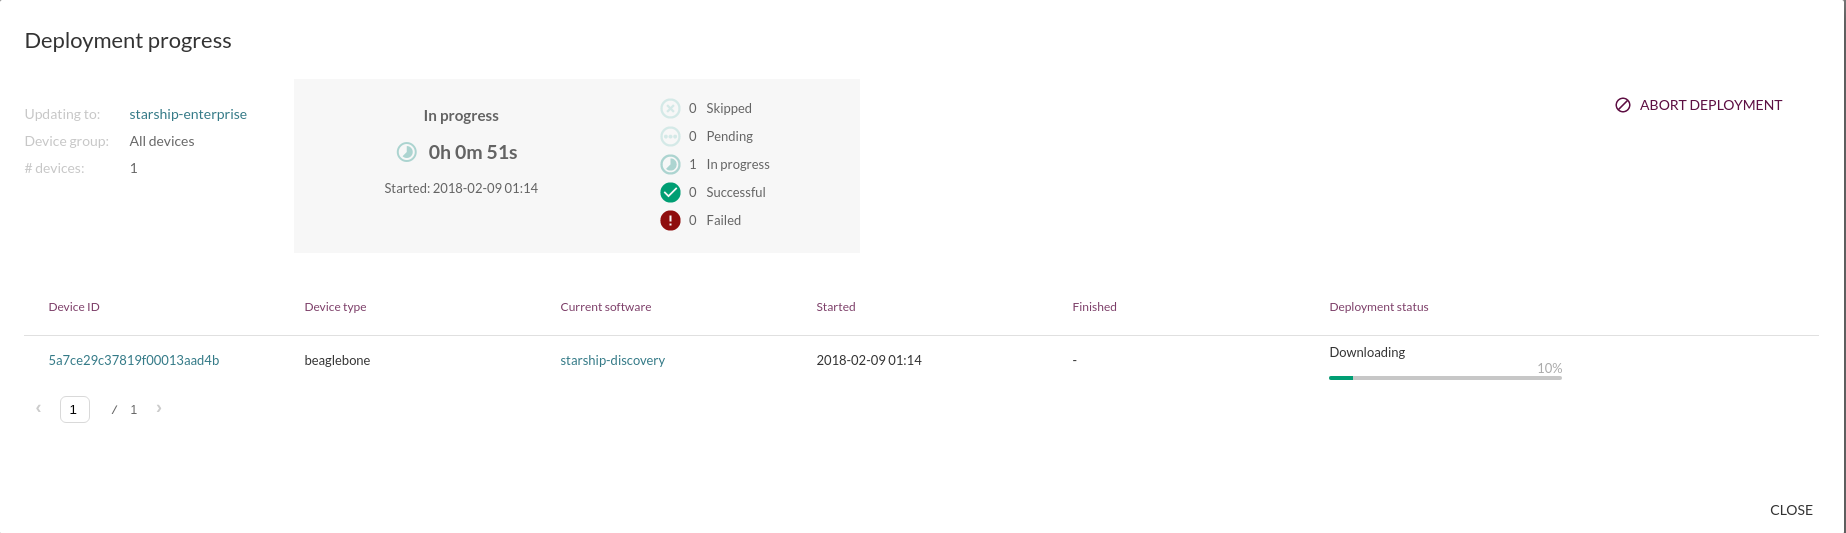 Deployment progress
Updating to: starship-enterprise
Device group: All devices
# devices: 1
In progress
0h 0m 51s
Started: 2018-02-09 01:14
0 Skipped
0 Pending
1 In progress
0 Successful
0 Failed
ABORT DEPLOYMENT
Device ID Device type Current software Started Finished Deployment status
5a7ce29c37819f00013aad4b beaglebone starship-discovery 2018-02-09 01:14 - Downloading
10%
‹ 1 / 1 ›
CLOSE